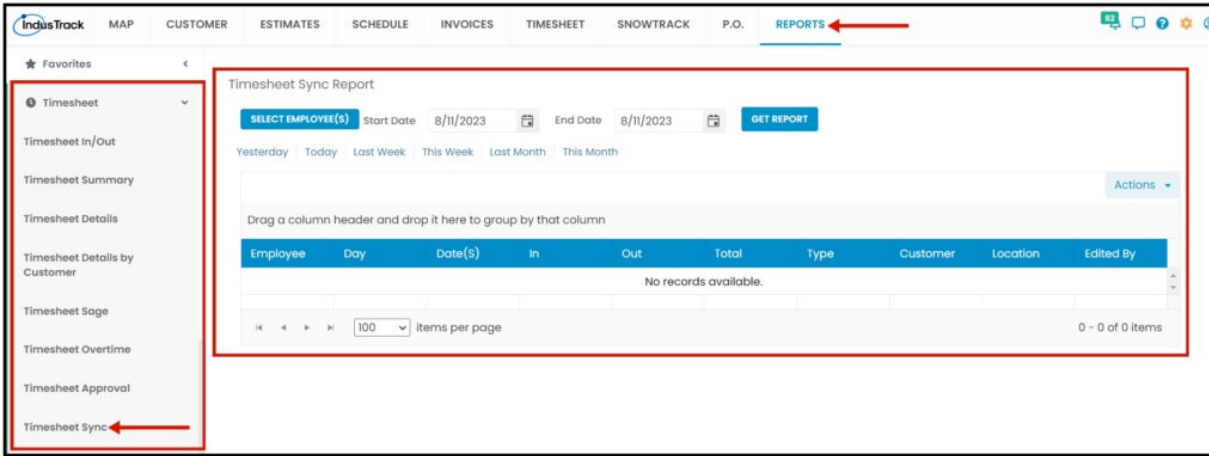 IndusTrack MAP CUSTOMER ESTIMATES SCHEDULE INVOICES TIMESHEET SNOWTRACK P.O. REPORTS 62
Favorites
Timesheet
Timesheet In/Out
Timesheet Summary
Timesheet Details
Timesheet Details by
Customer
Timesheet Sage
Timesheet Overtime
Timesheet Approval
Timesheet Sync
Timesheet Sync Report
SELECT EMPLOYEE(S) Start Date 8/11/2023 End Date 8/11/2023 GET REPORT
Yesterday Today Last Week This Week Last Month This Month
Actions
Drag a column header and drop it here to group by that column
Employee Day Date(S) In Out Total Type Customer Location Edited By
No records available.
100 items per page 0 - 0 of 0 items